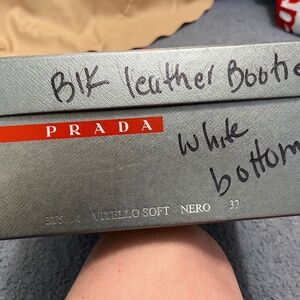 Blk leather Bootie
PRADA
White
bottom
VITELLO SOFT NERO 37